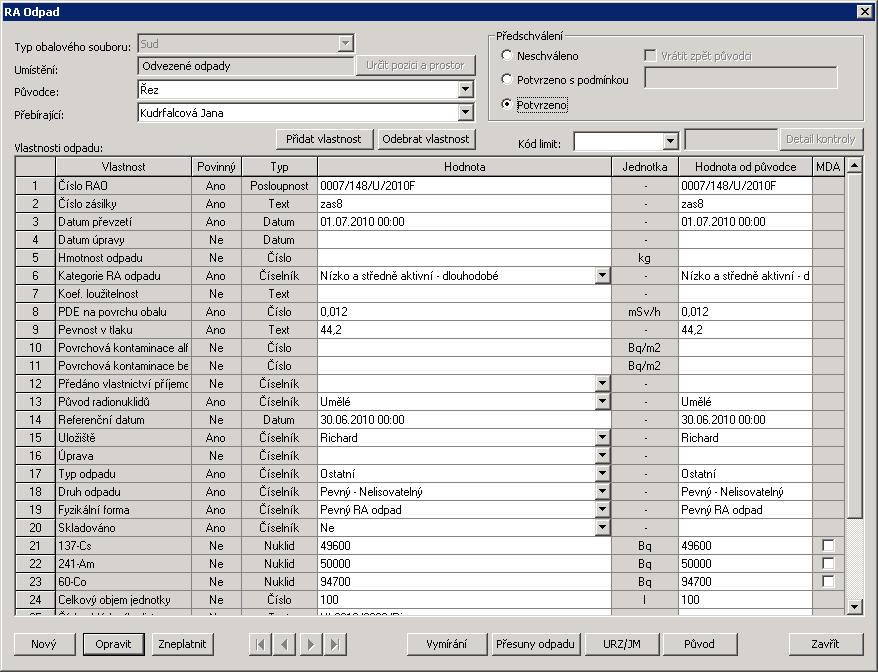 RA Odpad
Typ obalového souboru: Sud
Umístění: Odvezené odpady Určit pozici a prostor
Původce: Řez
Přebírající: Kudrfalcová Jana
Předschválení
Neschváleno Vrátit zpět původci
Potvrzeno s podmínkou
Potvrzeno
Vlastnosti odpadu: Přidat vlastnost Odebrat vlastnost Kód limit: Detail kontroly
Vlastnost Povinný Typ Hodnota Jednotka Hodnota od původce MDA
1 Číslo RAO Ano Posloupnost 0007/148/U/2010F - 0007/148/U/2010F
2 Číslo zásilky Ano Text zas8 - zas8
3 Datum převzetí Ano Datum 01.07.2010 00:00 - 01.07.2010 00:00
4 Datum úpravy Ne Datum -
5 Hmotnost odpadu Ne Číslo kg
6 Kategorie RA odpadu Ano Číselník Nízko a středně aktivní - dlouhodobé - Nízko a středně aktivní - d
7 Koef. loužitelnost Ne Text -
8 PDE na povrchu obalu Ano Číslo 0,012 mSv/h 0,012
9 Pevnost v tlaku Ano Text 44,2 - 44,2
10 Povrchová kontaminace alf Ne Číslo Bq/m2
11 Povrchová kontaminace be Ne Číslo Bq/m2
12 Předáno vlastnictví příjemc Ne Číselník -
13 Původ radionuklidů Ano Číselník Umělé - Umělé
14 Referenční datum Ne Datum 30.06.2010 00:00 - 30.06.2010 00:00
15 Uložiště Ano Číselník Richard - Richard
16 Úprava Ne Číselník -
17 Typ odpadu Ano Číselník Ostatní - Ostatní
18 Druh odpadu Ano Číselník Pevný - Nelisovatelný - Pevný - Nelisovatelný
19 Fyzikální forma Ano Číselník Pevný RA odpad - Pevný RA odpad
20 Skladováno Ano Číselník Ne -
21 137-Cs Ne Nuklid 49600 Bq 49600
22 241-Am Ne Nuklid 50000 Bq 50000
23 60-Co Ne Nuklid 94700 Bq 94700
24 Celkový objem jednotky Ne Číslo 100 l 100
Nový Opravit Zneplatnit Vymírání Přesuny odpadu URZ/JM Původ Zavřít